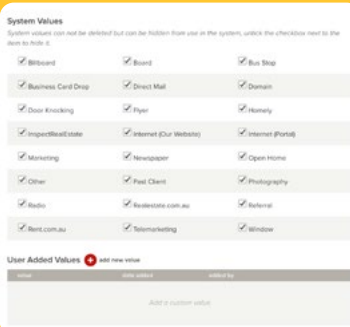 System Values
System values can not be deleted but can be hidden from use in the system, untick the checkbox next to the
item to hide it.
Billboard Board Bus Stop
Business Card Drop Direct Mail Domain
Door Knocking Flyer Homely
InspectRealEstate Internet (Our Website) Internet (Portal)
Marketing Newspaper Open Home
Other Past Client Photography
Radio Realestate.com.au Referral
Rent.com.au Telemarketing Window
User Added Values add new value
value date added added by
Add a custom value